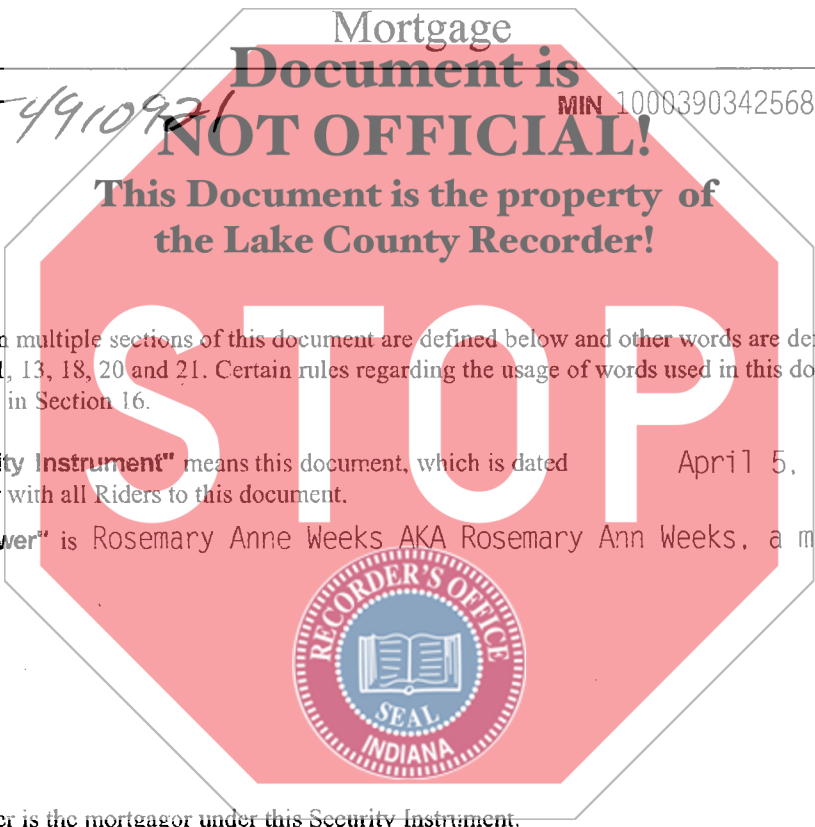 Mortgage
Document is
4910921
MIN 1000390342568
NOT OFFICIAL!
This Document is the property of
the Lake County Recorder!
multiple sections of this document are defined below and other words are de
, 13, 18, 20 and 21. Certain rules regarding the usage of words used in this do
in Section 16.
STOP
ity Instrument" means this document, which is dated April 5,
with all Riders to this document.
wer" is Rosemary Anne Weeks AKA Rosemary Ann Weeks, a m
RECORDER'S OFFICE
SEAL
INDIANA
er is the mortgagor under this Security Instrument.